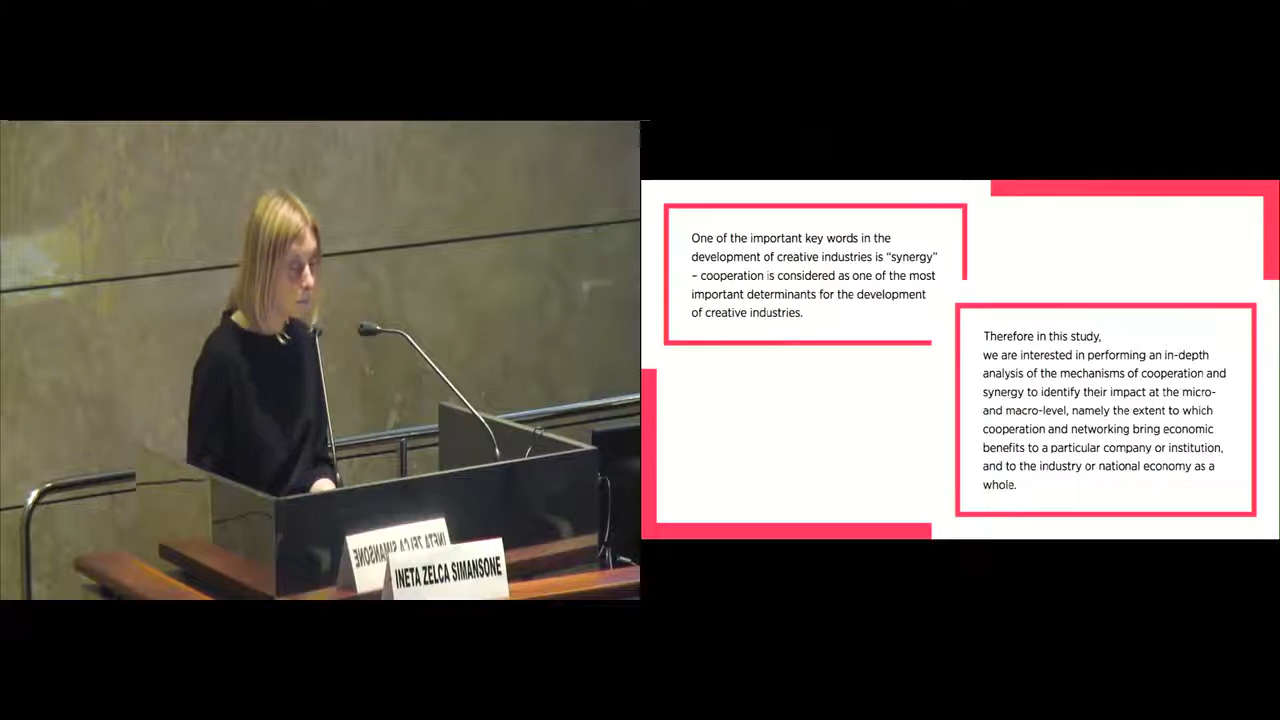 One of the important key words in the
development of creative industries is “synergy”
– cooperation is considered as one of the most
important determinants for the development
of creative industries.
Therefore in this study,
we are interested in performing an in-depth
analysis of the mechanisms of cooperation and
synergy to identify their impact at the micro-
and macro-level, namely the extent to which
cooperation and networking bring economic
benefits to a particular company or institution,
and to the industry or national economy as a
whole.
INETA ZELCA SIMANSONE
INETA ZELCA SIMANSONE